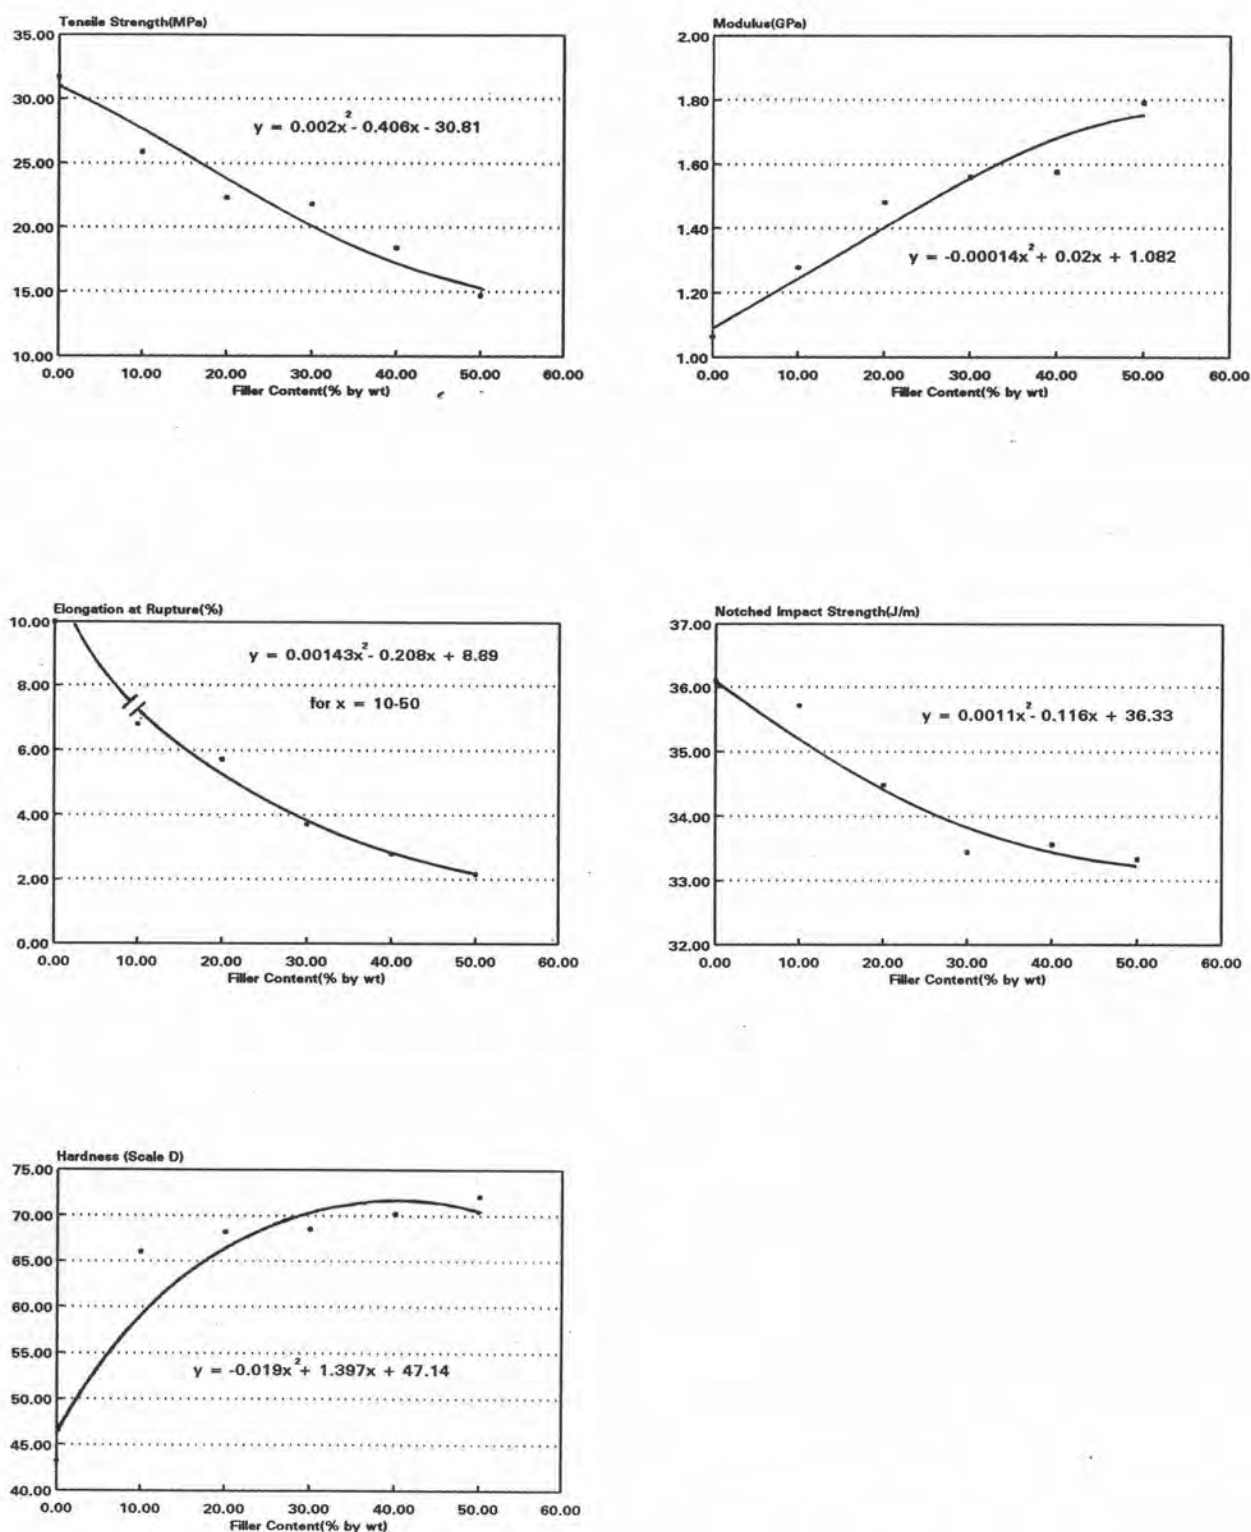 Tensile Strength(MPa)
35.00
30.00
25.00
20.00
15.00
10.00
y = 0.002x² - 0.406x - 30.81
0.00 10.00 20.00 30.00 40.00 50.00 60.00
Filler Content(% by wt)
Modulus(GPa)
2.00
1.80
1.60
1.40
1.20
1.00
y = -0.00014x² + 0.02x + 1.082
0.00 10.00 20.00 30.00 40.00 50.00 60.00
Filler Content(% by wt)
Elongation at Rupture(%)
10.00
8.00
6.00
4.00
2.00
0.00
y = 0.00143x² - 0.208x + 8.89
for x = 10-50
0.00 10.00 20.00 30.00 40.00 50.00 60.00
Filler Content(% by wt)
Notched Impact Strength(J/m)
37.00
36.00
35.00
34.00
33.00
32.00
y = 0.0011x² - 0.116x + 36.33
0.00 10.00 20.00 30.00 40.00 50.00 60.00
Filler Content(% by wt)
Hardness (Scale D)
75.00
70.00
65.00
60.00
55.00
50.00
45.00
40.00
y = -0.019x² + 1.397x + 47.14
0.00 10.00 20.00 30.00 40.00 50.00 60.00
Filler Content(% by wt)